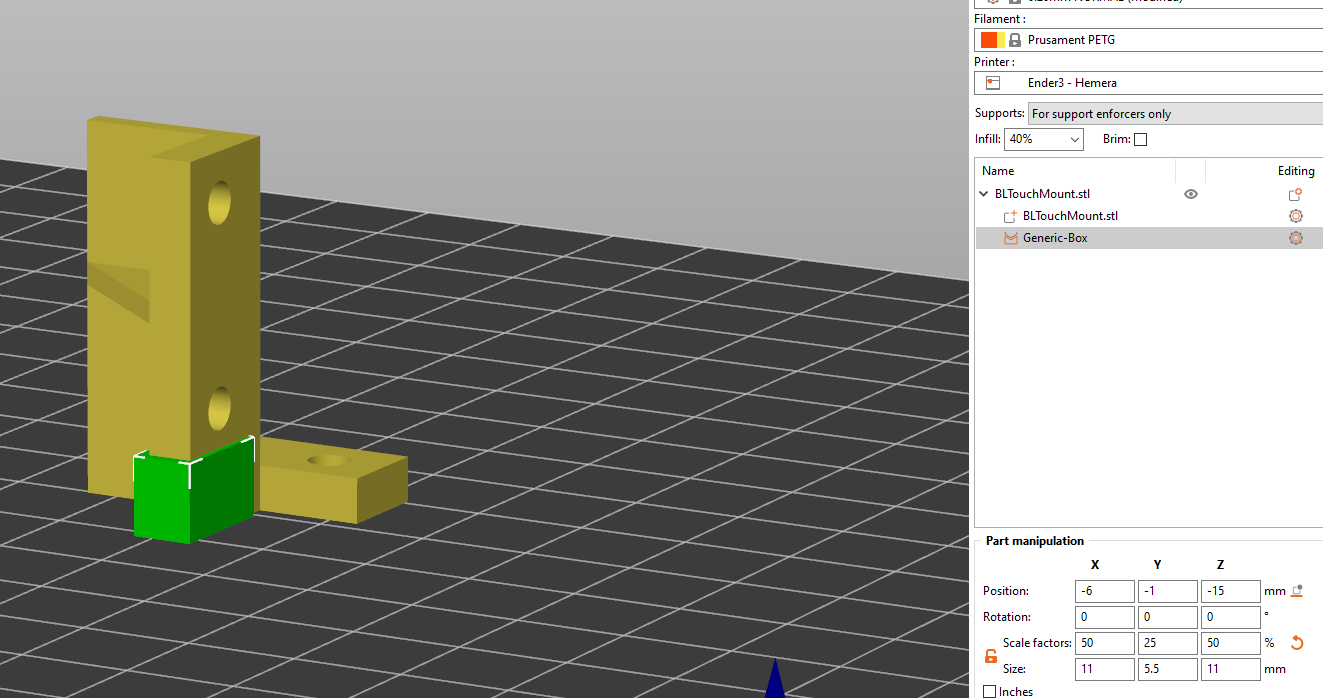 Filament :
Prusament PETG
Printer :
Ender3 - Hemera
Supports: For support enforcers only
Infill: 40% Brim:
Name Editing
BLTouchMount.stl
BLTouchMount.stl
Generic-Box
Part manipulation
X Y Z
Position: -6 -1 -15 mm
Rotation: 0 0 0 °
Scale factors: 50 25 50 %
Size: 11 5.5 11 mm
Inches